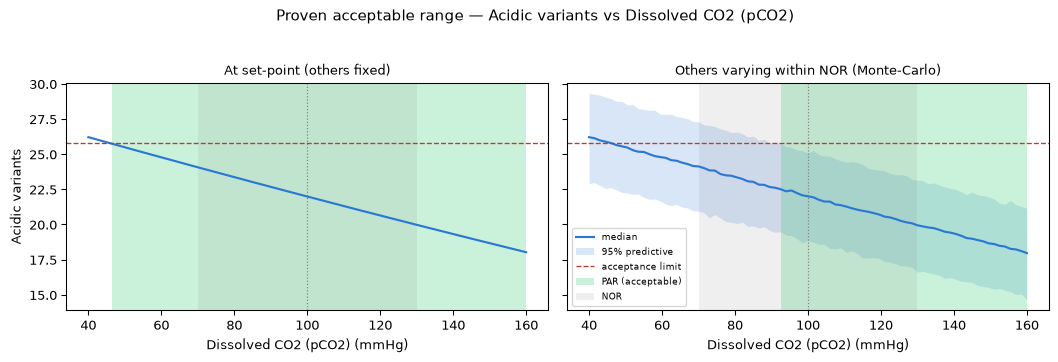 Proven acceptable range — Acidic variants vs Dissolved CO2 (pCO2)
At set-point (others fixed)
Others varying within NOR (Monte-Carlo)
30.0
27.5
25.0
22.5
20.0
17.5
15.0
Acidic variants
40 60 80 100 120 140 160
Dissolved CO2 (pCO2) (mmHg)
median
95% predictive
acceptance limit
PAR (acceptable)
NOR
40 60 80 100 120 140 160
Dissolved CO2 (pCO2) (mmHg)